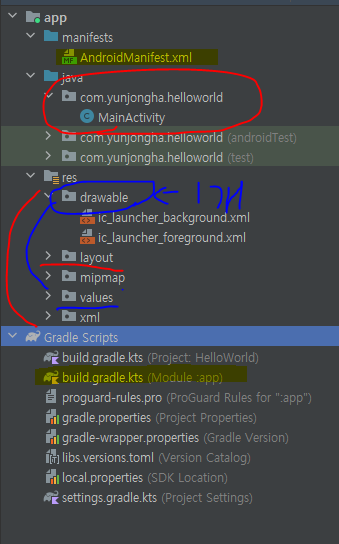 app
manifests
AndroidManifest.xml
java
com.yunjongha.helloworld
MainActivity
com.yunjongha.helloworld (androidTest)
com.yunjongha.helloworld (test)
res
drawable
ic_launcher_background.xml
ic_launcher_foreground.xml
layout
mipmap
values
xml
Gradle Scripts
build.gradle.kts (Project: HelloWorld)
build.gradle.kts (Module :app)
proguard-rules.pro (ProGuard Rules for ":app")
gradle.properties (Project Properties)
gradle-wrapper.properties (Gradle Version)
libs.versions.toml (Version Catalog)
local.properties (SDK Location)
settings.gradle.kts (Project Settings)